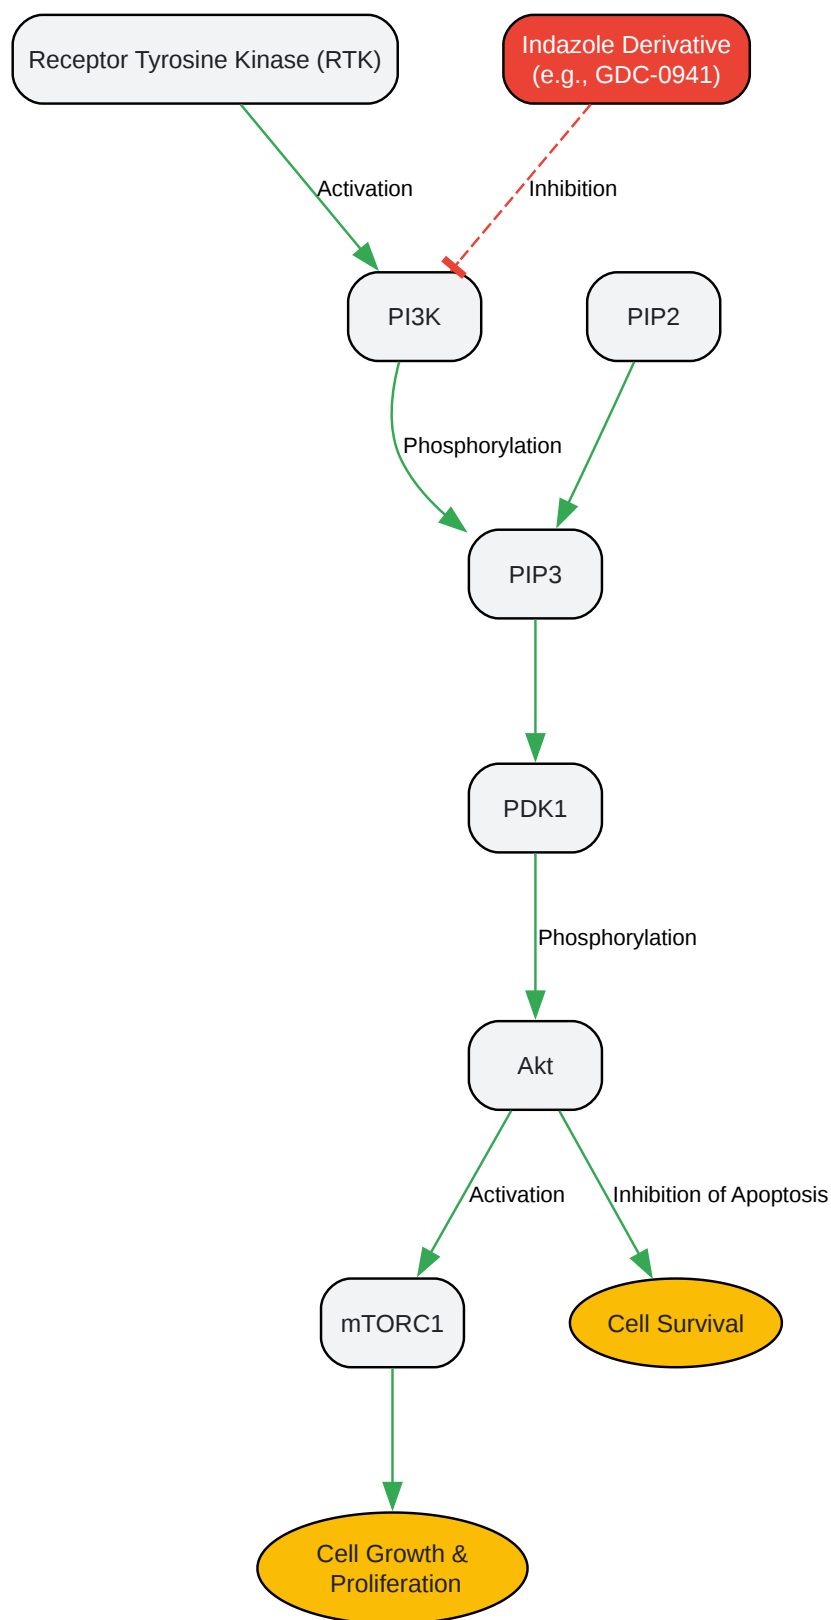 Receptor Tyrosine Kinase (RTK)
Indazole Derivative
(e.g., GDC-0941)
Activation
Inhibition
PI3K
PIP2
Phosphorylation
PIP3
PDK1
Phosphorylation
Akt
Activation
Inhibition of Apoptosis
mTORC1
Cell Survival
Cell Growth &
Proliferation